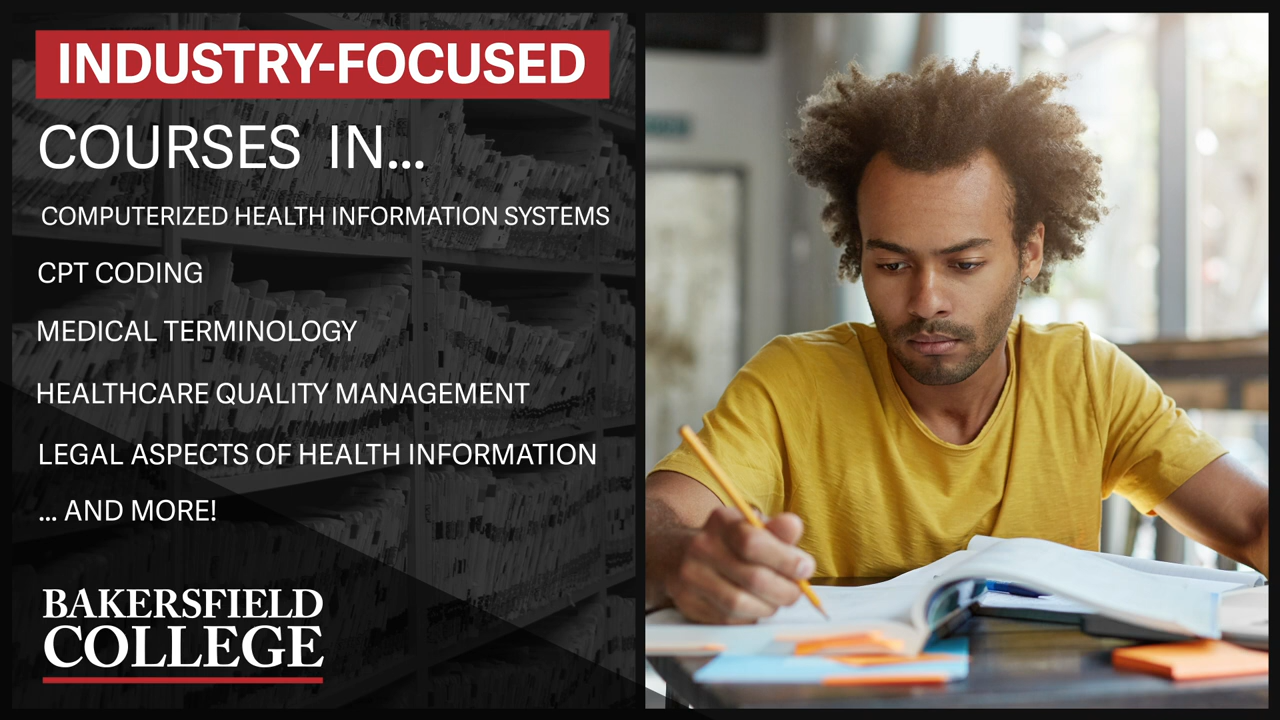 INDUSTRY-FOCUSED
COURSES IN...
COMPUTERIZED HEALTH INFORMATION SYSTEMS
CPT CODING
MEDICAL TERMINOLOGY
HEALTHCARE QUALITY MANAGEMENT
LEGAL ASPECTS OF HEALTH INFORMATION
... AND MORE!
BAKERSFIELD
COLLEGE